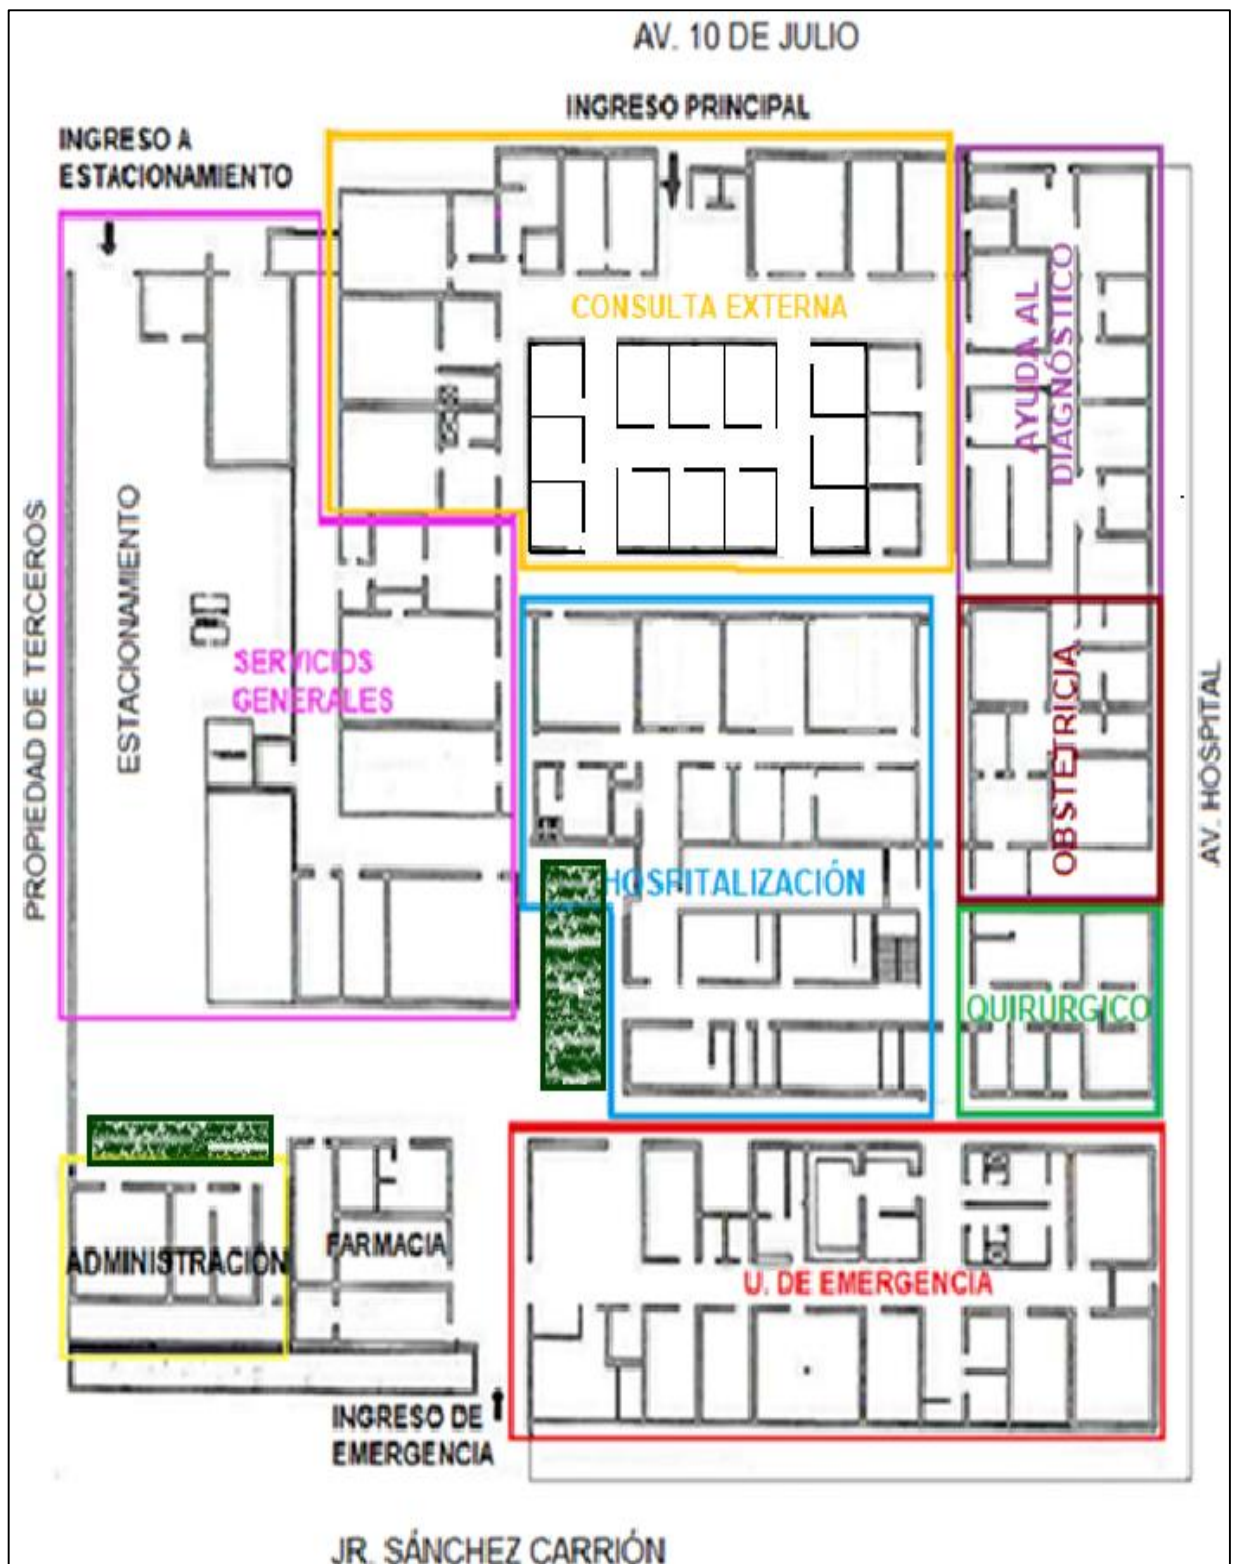 AV. 10 DE JULIO
INGRESO PRINCIPAL
INGRESO A
ESTACIONAMIENTO
CONSULTA EXTERNA
AYUDA AL
DIAGNÓSTICO
PROPIEDAD DE TERCEROS
ESTACIONAMIENTO
SERVICIOS
GENERALES
OBSTETRICIA
AV. HOSPITAL
HOSPITALIZACIÓN
QUIRÚRGICO
ADMINISTRACIÓN
FARMACIA
U. DE EMERGENCIA
INGRESO DE
EMERGENCIA
JR. SÁNCHEZ CARRIÓN